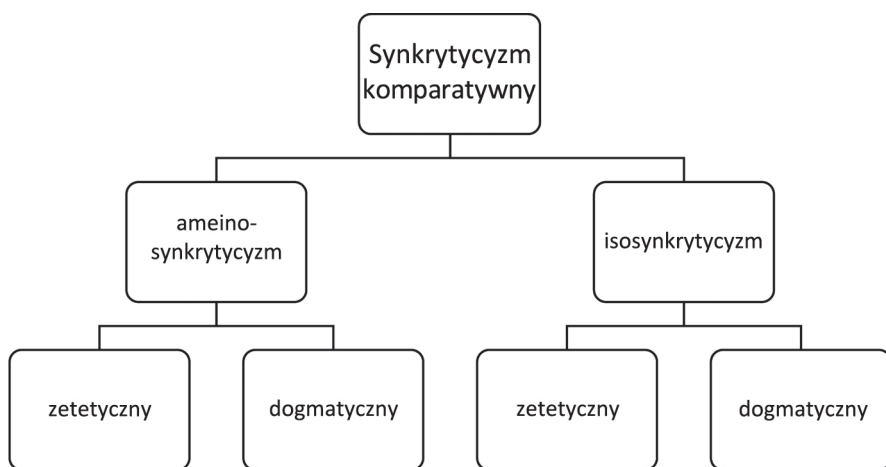 Synkrytycyzm
komparatywny
ameino-
synkrytycyzm
isosynkrytycyzm
zetetyczny
dogmatyczny
zetetyczny
dogmatyczny